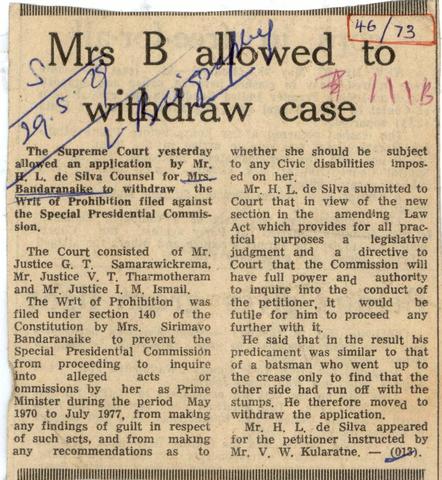 46/73
Mrs B allowed to
withdraw case
S
29.5.79
Biography
111B
The Supreme Court yesterday
allowed an application by Mr.
H. L. de Silva Counsel for Mrs.
Bandaranaike to withdraw the
Writ of Prohibition filed against
the Special Presidential Commis-
sion.
The Court consisted of Mr.
Justice G. T. Samarawickrema,
Mr. Justice V. T. Thamotheram
and Mr. Justice I. M. Ismail.
The Writ of Prohibition was
filed under section 140 of the
Constitution by Mrs. Sirimavo
Bandaranaike to prevent the
Special Presidential Commission
from proceeding to inquire
into alleged acts or
ommissions by her as Prime
Minister during the period May
1970 to July 1977, from making
any findings of guilt in respect
of such acts, and from making
any recommendations as to
whether she should be subject
to any Civic disabilities impos-
ed on her.
Mr. H. L. de Silva submitted to
Court that in view of the new
section in the amending Law
Act which provides for all prac-
tical purposes a legislative
judgment and a directive to
Court that the Commission will
have full power and authority
to inquire into the conduct of
the petitioner, it would be
futile for him to proceed any
further with it.
He said that in the result his
predicament was similar to that
of a batsman who went up to
the crease only to find that the
other side had run off with the
stumps. He therefore moved to
withdraw the application.
Mr. H. L. de Silva appeared
for the petitioner instructed by
Mr. V. W. Kularatne. — (013).